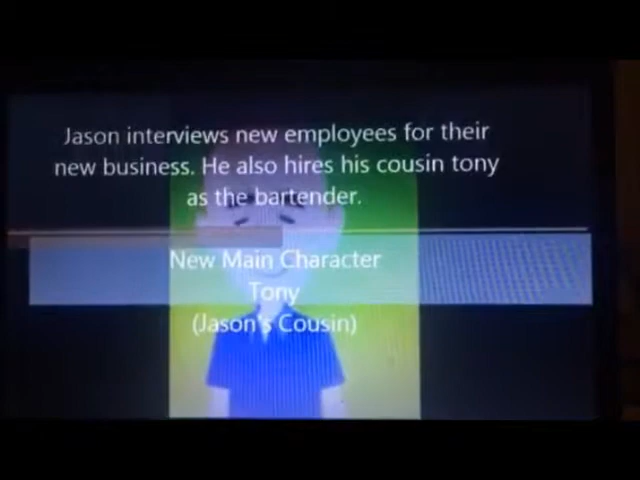 Jason interviews new employees for their
new business. He also hires his cousin tony
as the bartender.
New Main Character
Tony
(Jason's Cousin)